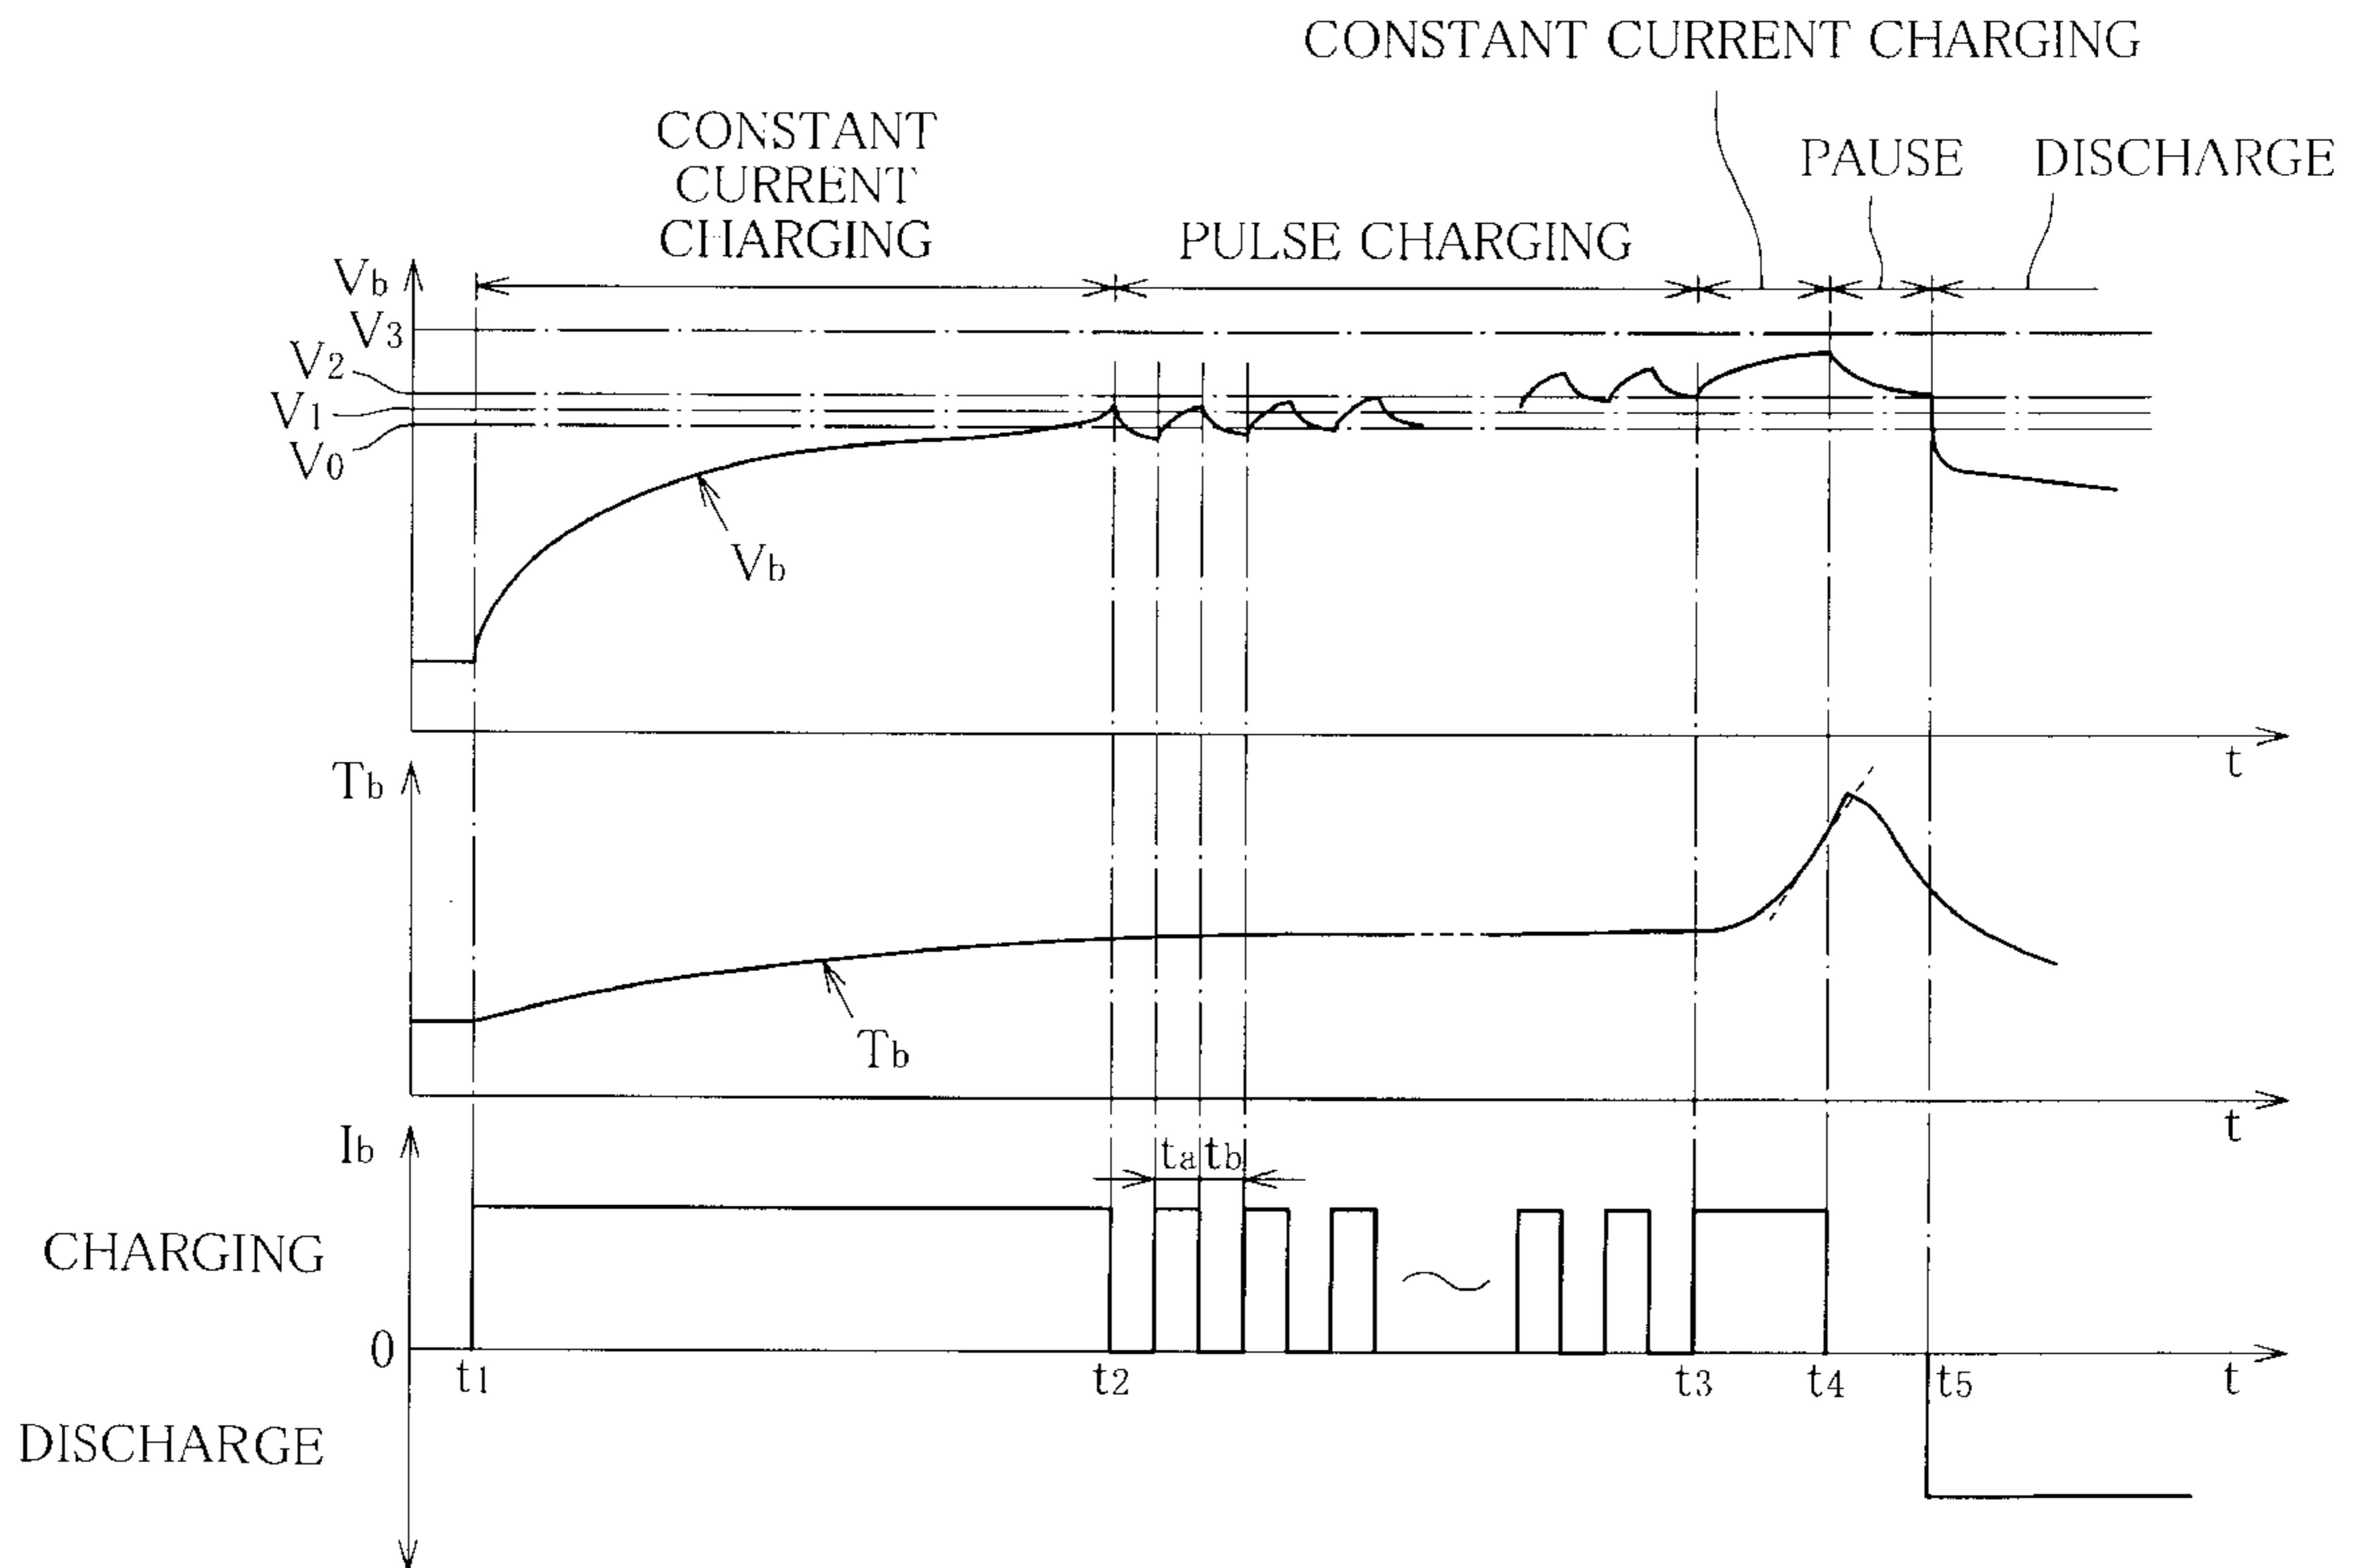 CONSTANT CURRENT CHARGING
CONSTANT
CURRENT
CHARGING
PULSE CHARGING
PAUSE
DISCHARGE
Vb
V3
V2
V1
V0
Vb
t
Tb
Tb
t
Ib
ta tb
CHARGING
0
t1
t2
t3
t4
t5
t
DISCHARGE